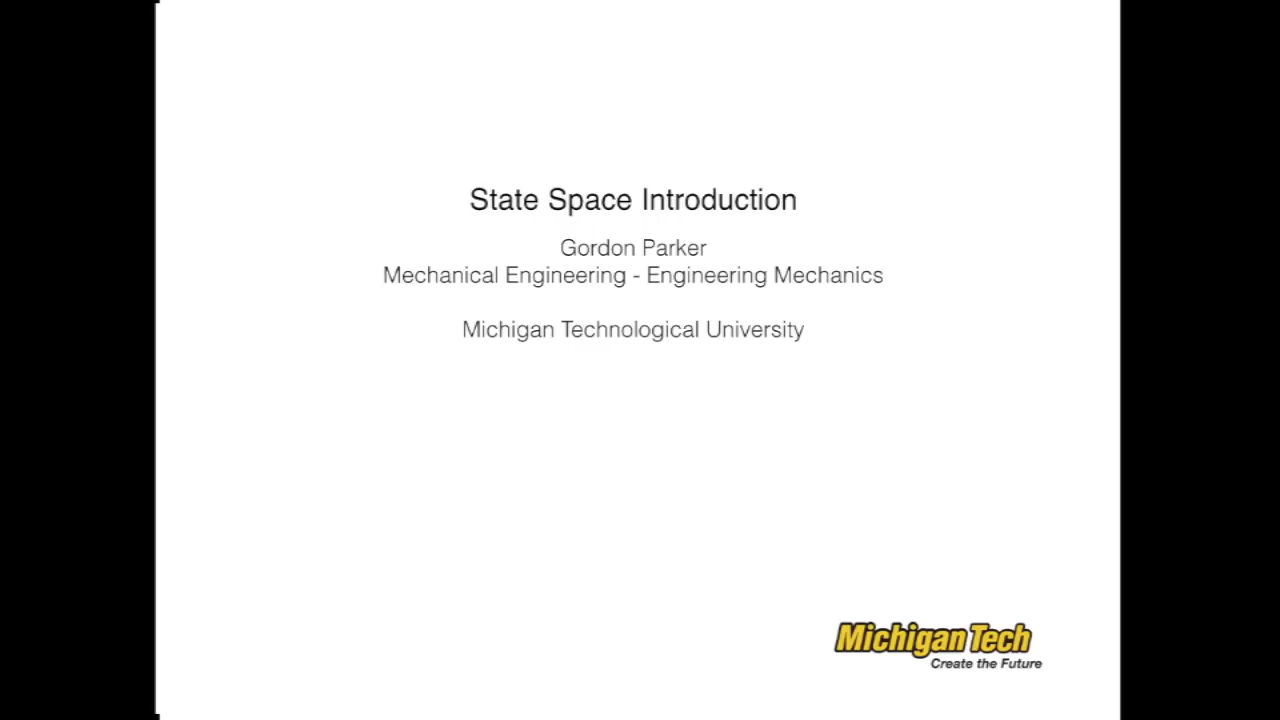 State Space Introduction
Gordon Parker
Mechanical Engineering - Engineering Mechanics
Michigan Technological University
Michigan Tech
Create the Future